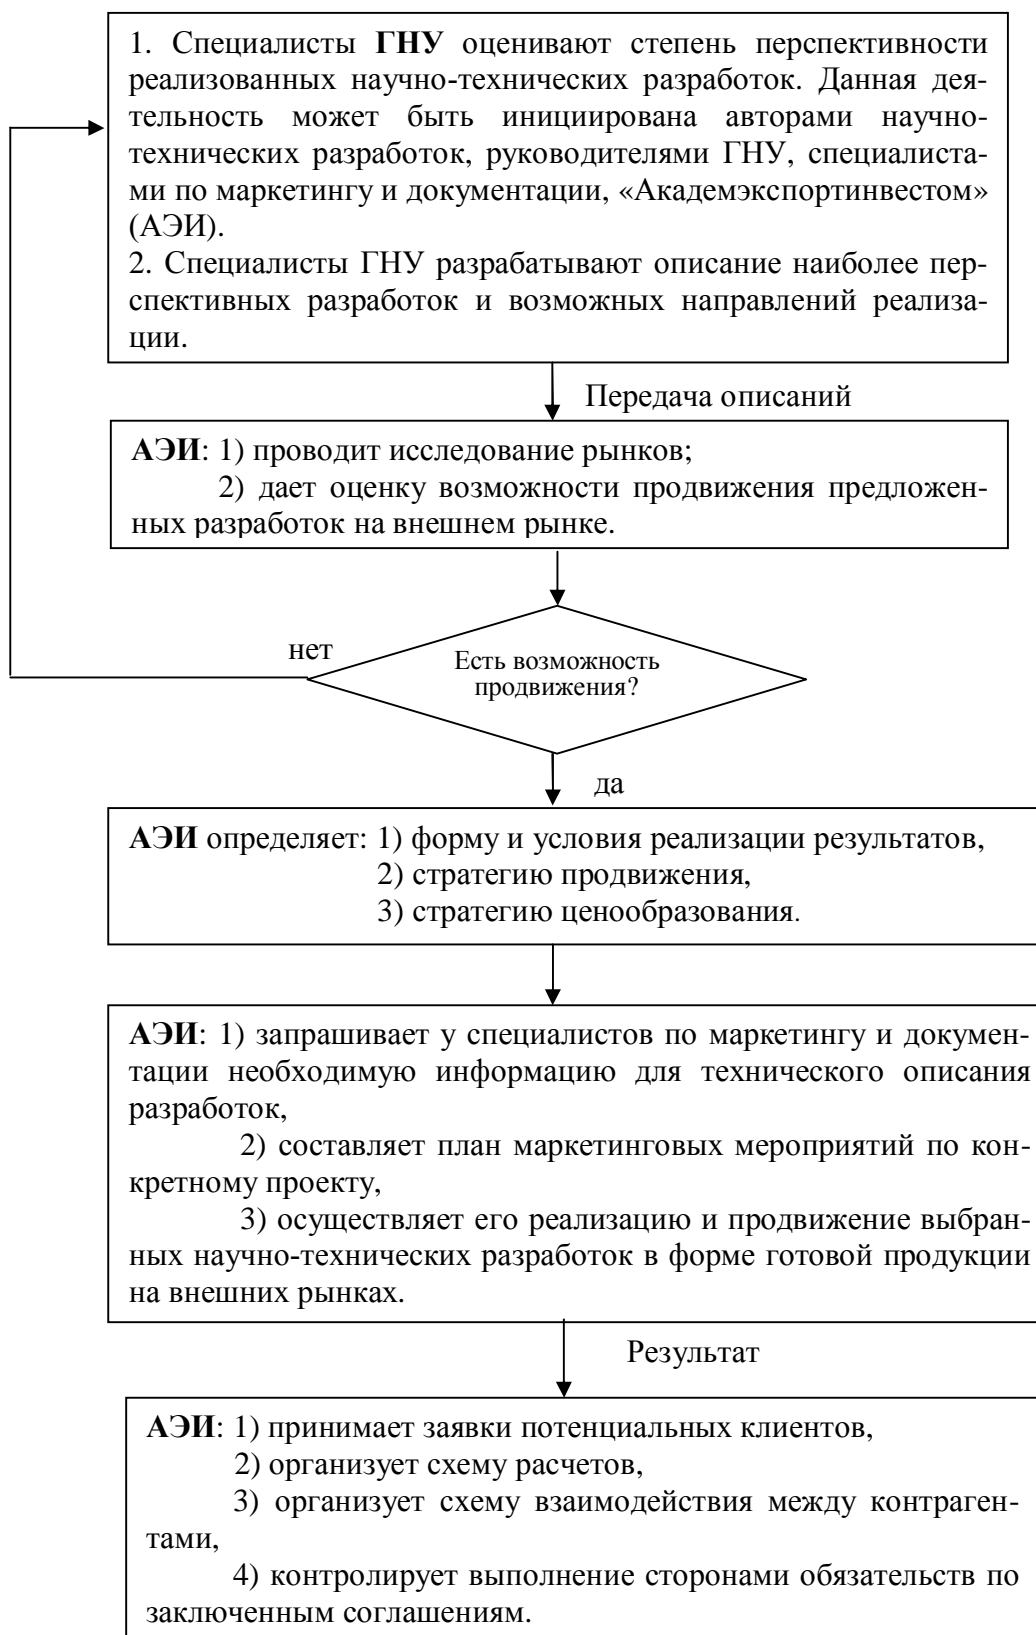 1. Специалисты ГНУ оценивают степень перспективности
реализованных научно-технических разработок. Данная дея-
тельность может быть инициирована авторами научно-
технических разработок, руководителями ГНУ, специалиста-
ми по маркетингу и документации, «Академэкспортинвестом»
(АЭИ).
2. Специалисты ГНУ разрабатывают описание наиболее пер-
спективных разработок и возможных направлений реализа-
ции.
Передача описаний
АЭИ: 1) проводит исследование рынков;
2) дает оценку возможности продвижения предложен-
ных разработок на внешнем рынке.
нет
Есть возможность
продвижения?
да
АЭИ определяет: 1) форму и условия реализации результатов,
2) стратегию продвижения,
3) стратегию ценообразования.
АЭИ: 1) запрашивает у специалистов по маркетингу и докумен-
тации необходимую информацию для технического описания
разработок,
2) составляет план маркетинговых мероприятий по кон-
кретному проекту,
3) осуществляет его реализацию и продвижение выбран-
ных научно-технических разработок в форме готовой продукции
на внешних рынках.
Результат
АЭИ: 1) принимает заявки потенциальных клиентов,
2) организует схему расчетов,
3) организует схему взаимодействия между контраген-
тами,
4) контролирует выполнение сторонами обязательств по
заключенным соглашениям.